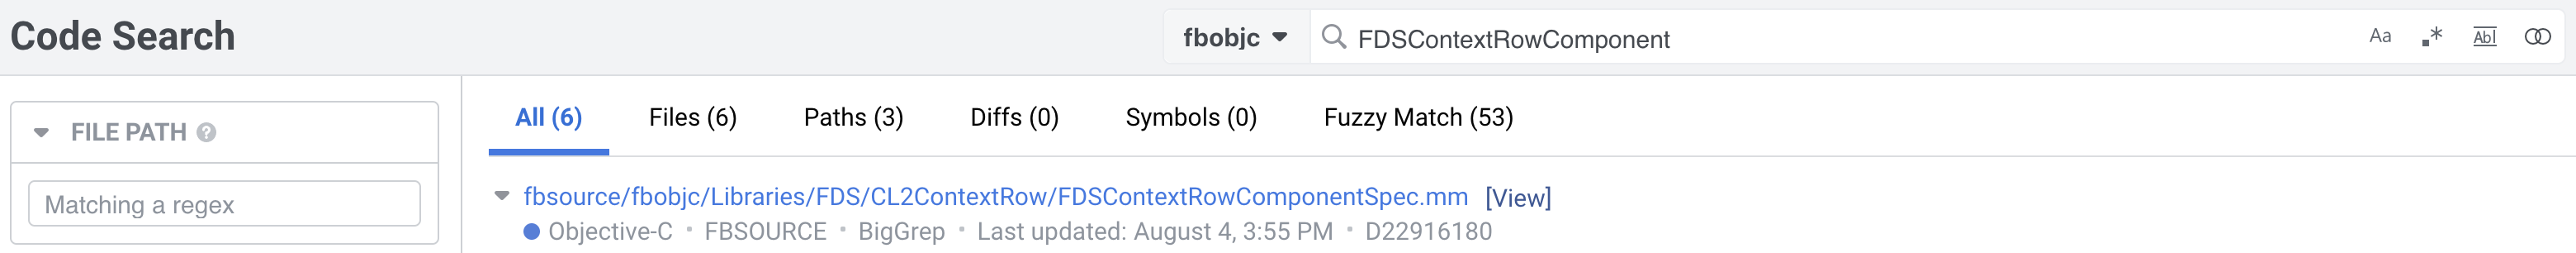 Code Search
fbobjc
FDSContextRowComponent
Aa .* Abl
FILE PATH ?
Matching a regex
All (6) Files (6) Paths (3) Diffs (0) Symbols (0) Fuzzy Match (53)
fbsource/fbobjc/Libraries/FDS/CL2ContextRow/FDSContextRowComponentSpec.mm [View]
Objective-C • FBSOURCE • BigGrep • Last updated: August 4, 3:55 PM • D22916180